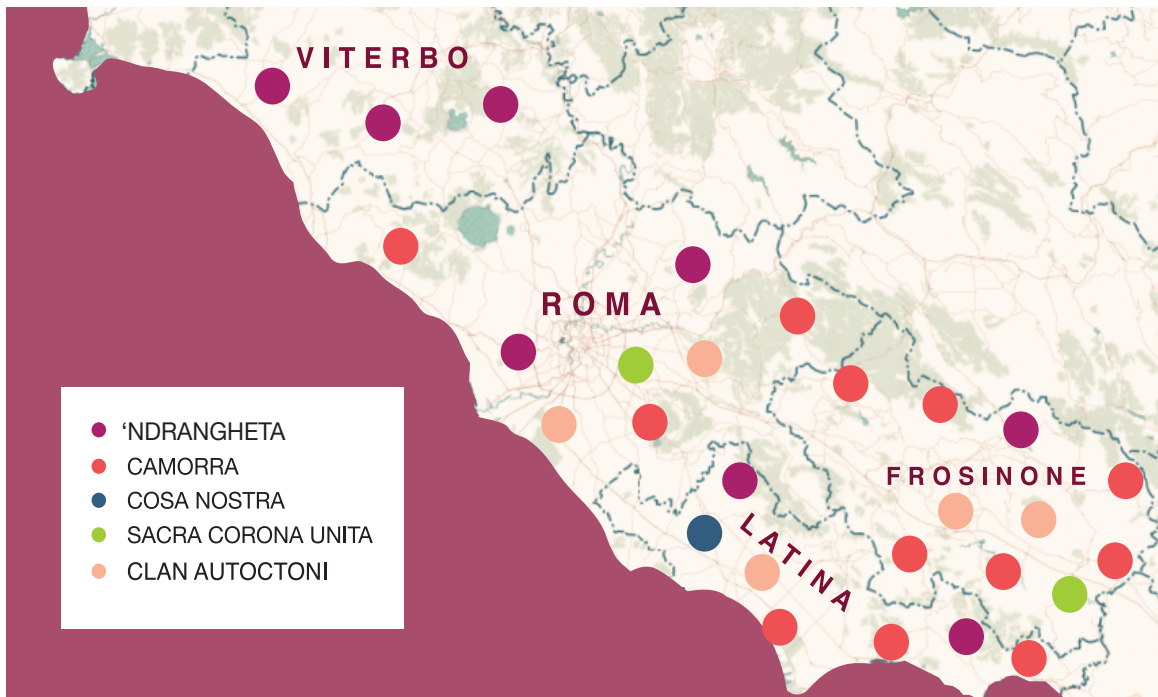 VITERBO
ROMA
FROSINONE
LATINA
‘NDRANGHETA
CAMORRA
COSA NOSTRA
SACRA CORONA UNITA
CLAN AUTOCTONI